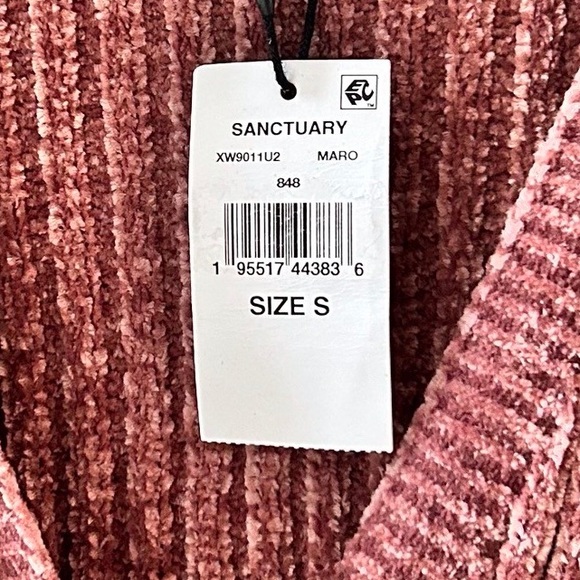 SANCTUARY
XW9011U2 MARO
848
1 95517 44383 6
SIZE S